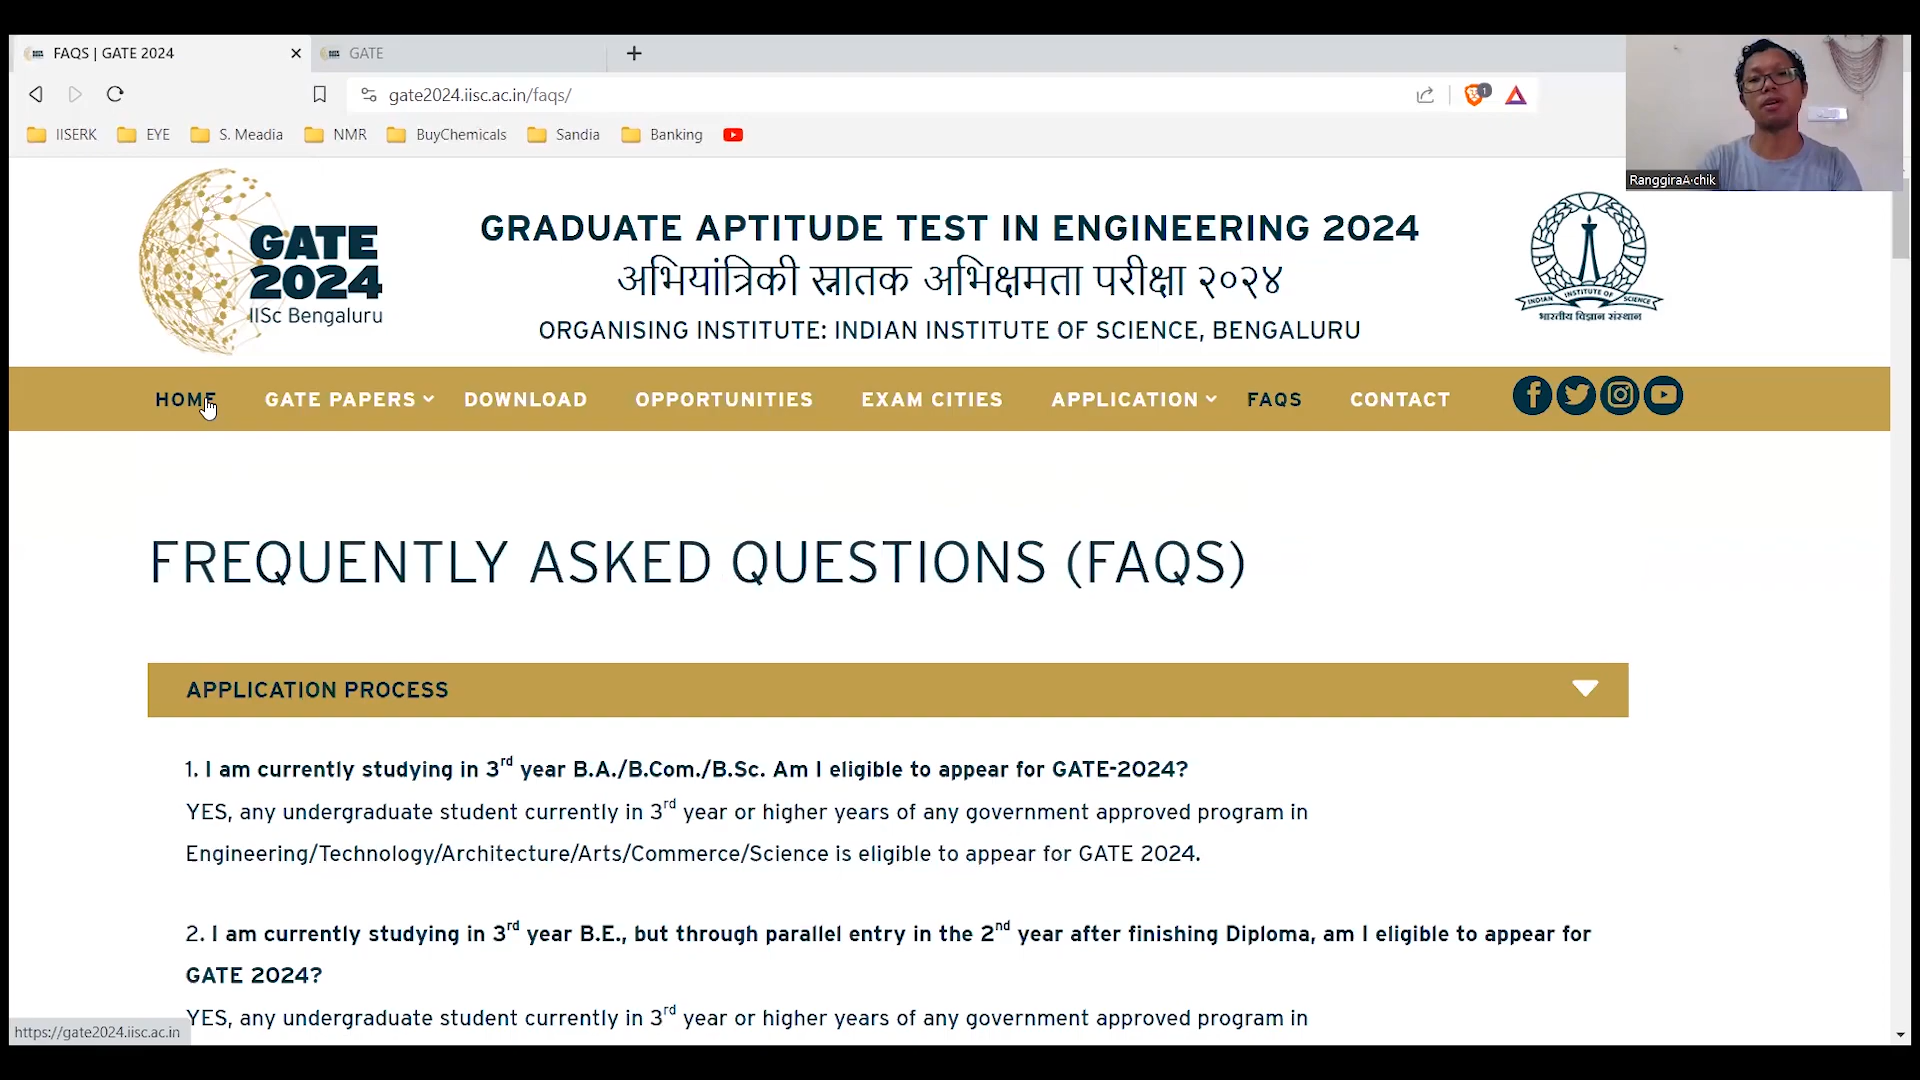 FAQS | GATE 2024
GATE
gate2024.iisc.ac.in/faqs/
1
IISERK
EYE
S. Meadia
NMR
BuyChemicals
Sandia
Banking
RanggiraA·chik
GATE
2024
IISc Bengaluru
GRADUATE APTITUDE TEST IN ENGINEERING 2024
अभियांत्रिकी स्नातक अभिक्षमता परीक्षा २०२४
ORGANISING INSTITUTE: INDIAN INSTITUTE OF SCIENCE, BENGALURU
INDIAN INSTITUTE OF SCIENCE
भारतीय विज्ञान संस्थान
HOME
GATE PAPERS
DOWNLOAD
OPPORTUNITIES
EXAM CITIES
APPLICATION
FAQS
CONTACT
FREQUENTLY ASKED QUESTIONS (FAQS)
APPLICATION PROCESS
1. I am currently studying in 3rd year B.A./B.Com./B.Sc. Am I eligible to appear for GATE-2024?
YES, any undergraduate student currently in 3rd year or higher years of any government approved program in
Engineering/Technology/Architecture/Arts/Commerce/Science is eligible to appear for GATE 2024.
2. I am currently studying in 3rd year B.E., but through parallel entry in the 2nd year after finishing Diploma, am I eligible to appear for
GATE 2024?
YES, any undergraduate student currently in 3rd year or higher years of any government approved program in
https://gate2024.iisc.ac.in